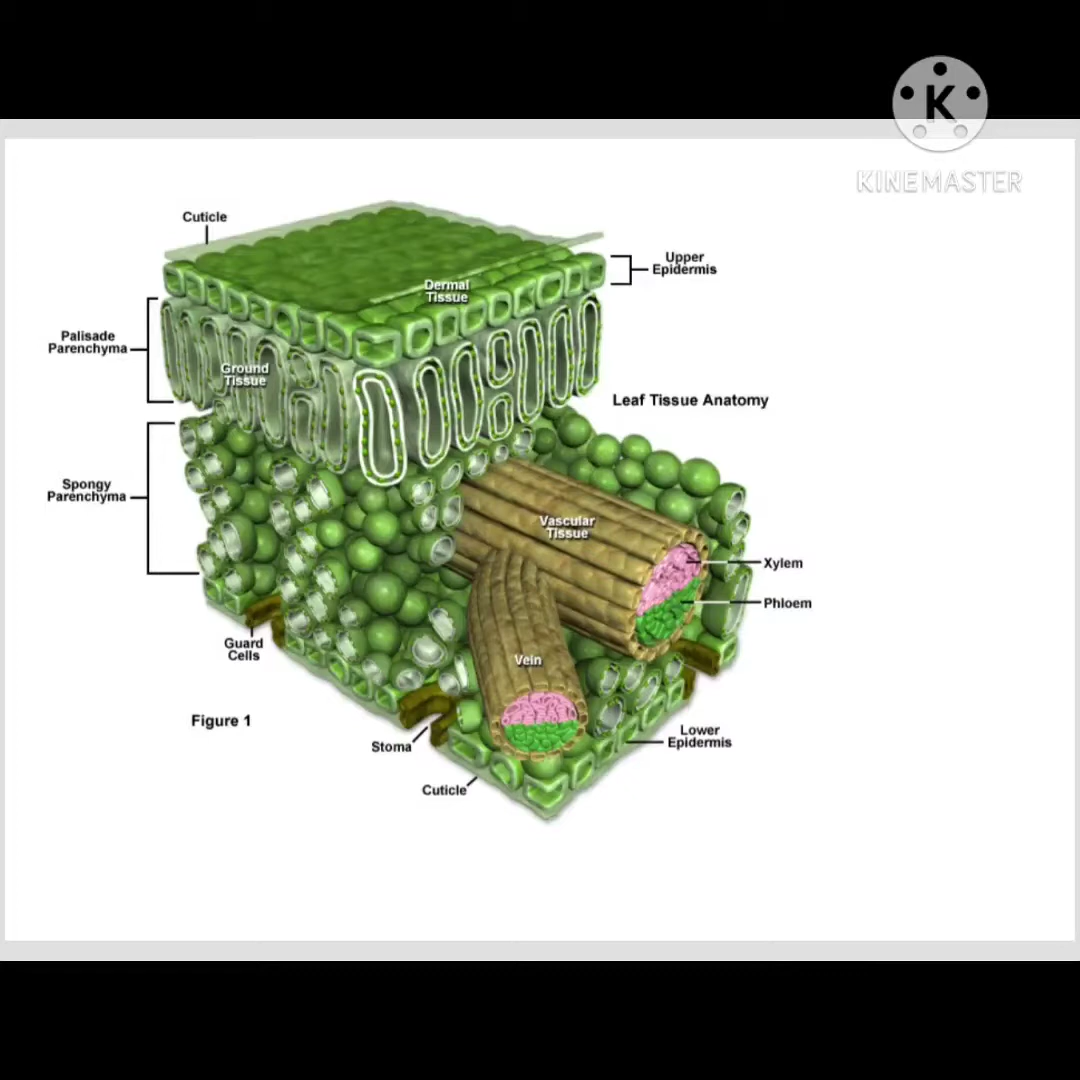 K
KINEMASTER
Cuticle
Upper
Epidermis
Dermal
Tissue
Palisade
Parenchyma
Ground
Tissue
Leaf Tissue Anatomy
Spongy
Parenchyma
Vascular
Tissue
Xylem
Phloem
Guard
Cells
Vein
Figure 1
Stoma
Lower
Epidermis
Cuticle